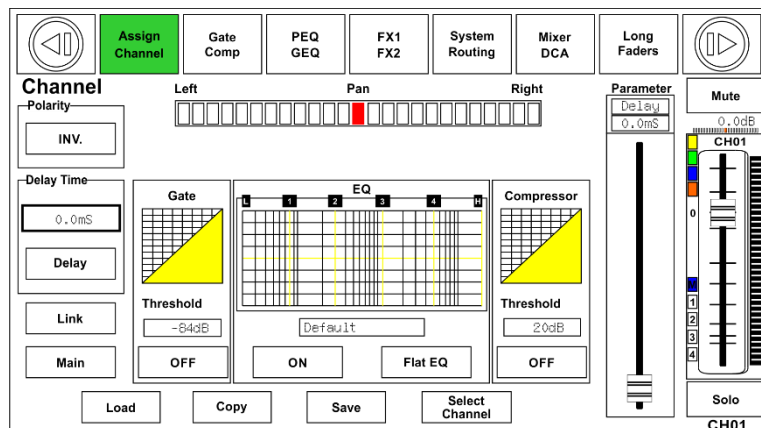 Assign
Channel
Gate
Comp
PEQ
GEQ
FX1
FX2
System
Routing
Mixer
DCA
Long
Faders
Channel
Left
Pan
Right
Parameter
Mute
Polarity
INV.
Delay
0.0mS
0.0dB
CH01
Delay Time
0.0mS
Delay
Link
Main
Gate
Threshold
-84dB
OFF
EQ
L 1 2 3 4 H
Default
ON
Flat EQ
Compressor
Threshold
20dB
OFF
0
M
1
2
3
4
Load
Copy
Save
Select
Channel
Solo
CH01